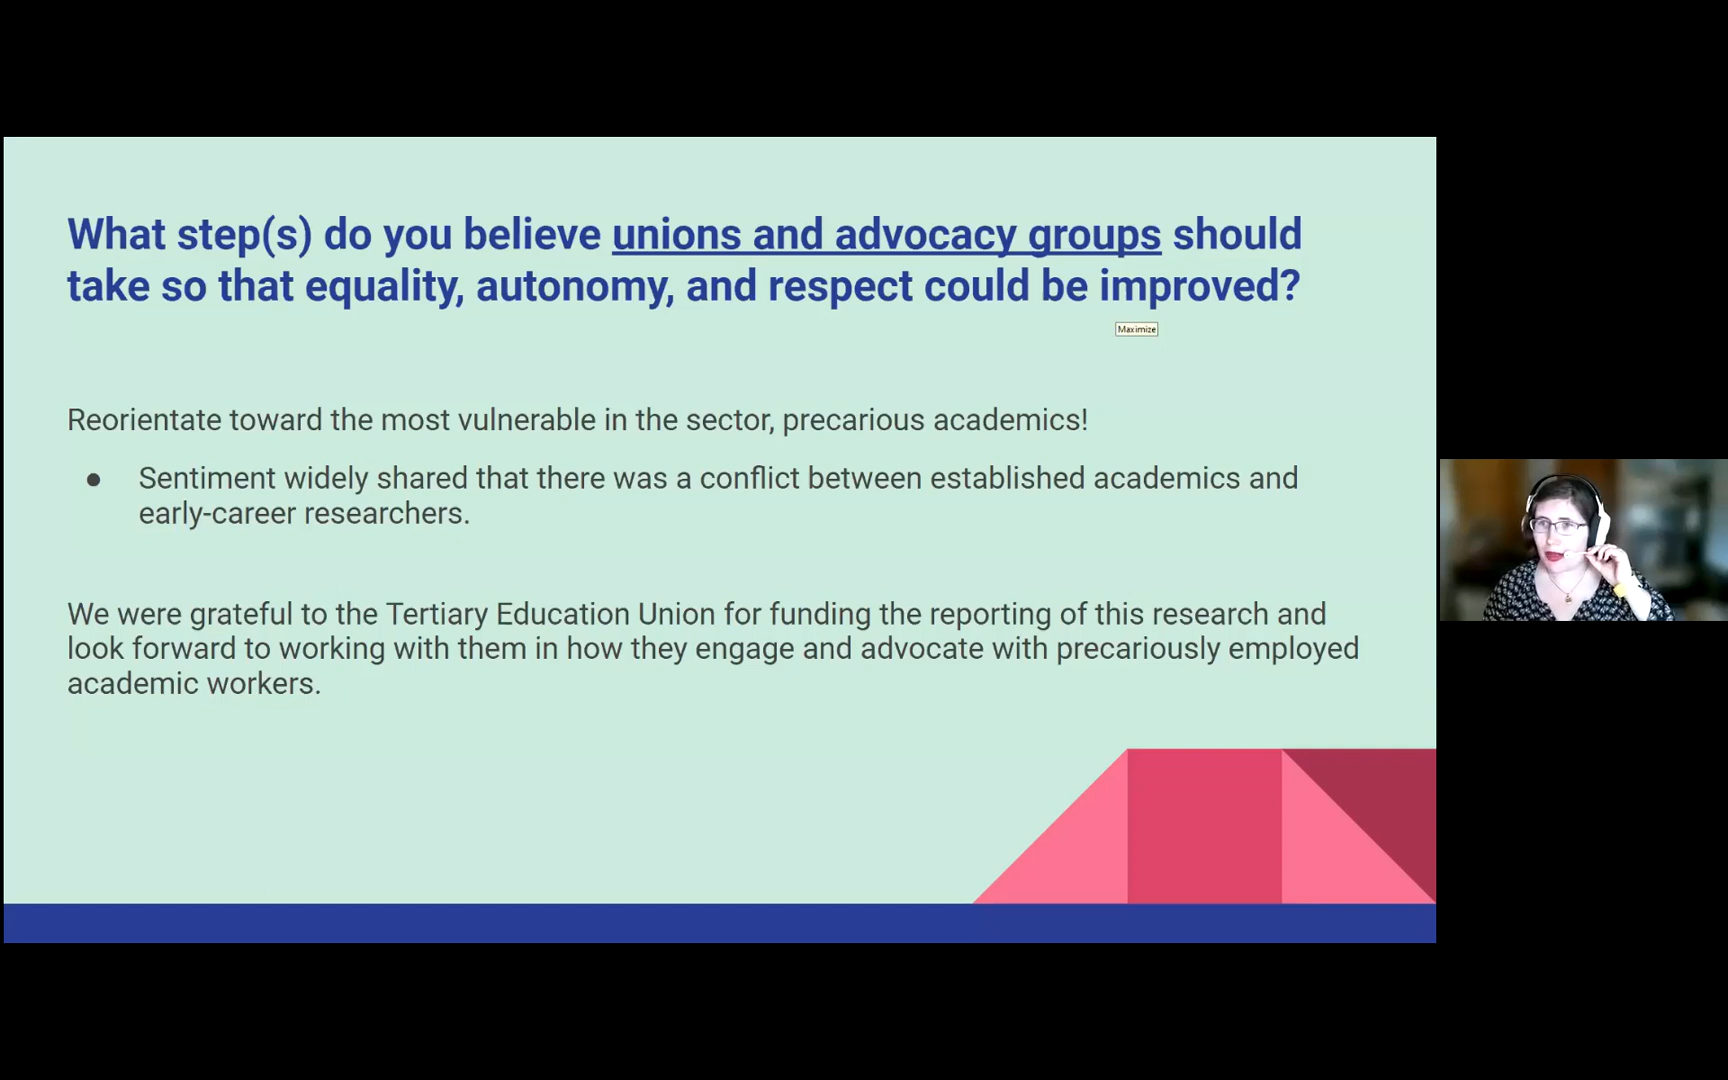 What step(s) do you believe unions and advocacy groups should
take so that equality, autonomy, and respect could be improved?
Maximize
Reorientate toward the most vulnerable in the sector, precarious academics!
● Sentiment widely shared that there was a conflict between established academics and
early-career researchers.
We were grateful to the Tertiary Education Union for funding the reporting of this research and
look forward to working with them in how they engage and advocate with precariously employed
academic workers.